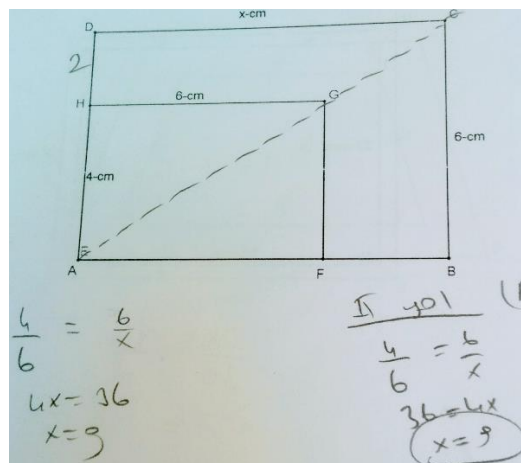 x-cm
D
C
2
6-cm
H
G
4-cm
6-cm
E
A
F
B
4/6 = 6/x
4x = 36
x = 9
II yol
4/6 = 6/x
36 = 4x
x = 9